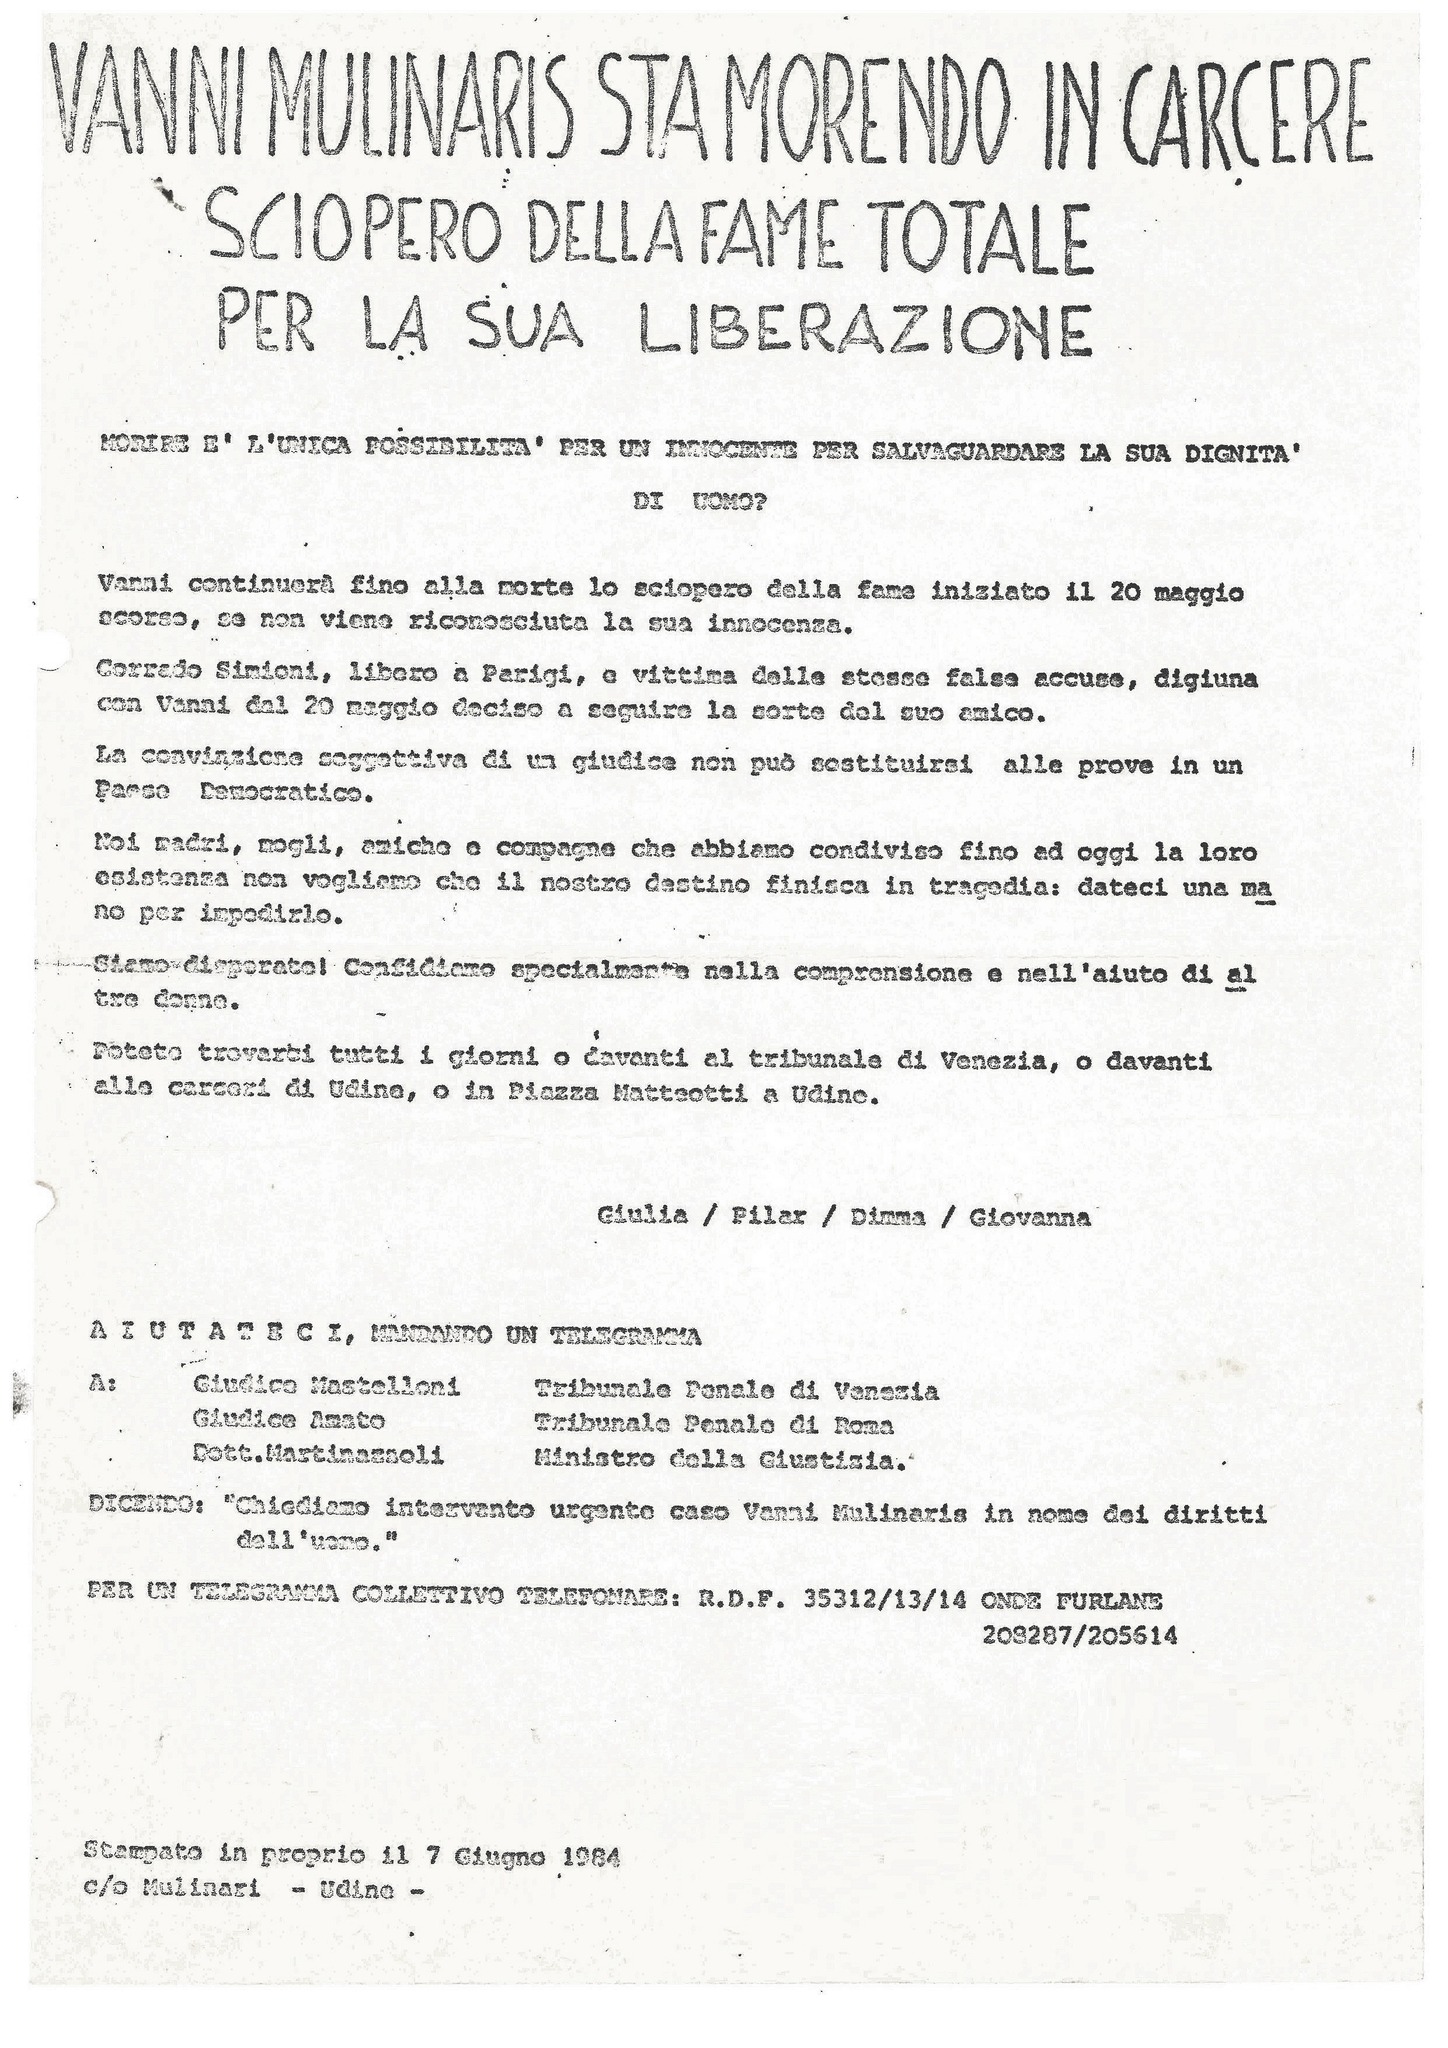 VANNI MULINARIS STA MORENDO IN CARCERE
SCIOPERO DELLA FAME TOTALE
PER LA SUA LIBERAZIONE
MORIRE E' L'UNICA POSSIBILITA' PER UN INNOCENTE PER SALVAGUARDARE LA SUA DIGNITA'
DI UOMO?
Vanni continuerà fino alla morte lo sciopero della fame iniziato il 20 maggio
scorso, se non viene riconosciuta la sua innocenza.
Corrado Simioni, libero a Parigi, e vittima delle stesse false accuse, digiuna
con Vanni dal 20 maggio deciso a seguire la sorte del suo amico.
La convinzione soggettiva di un giudice non può sostituirsi alle prove in un
Paese Democratico.
Noi madri, mogli, amiche e compagne che abbiamo condiviso fino ad oggi la loro
esistenza non vogliamo che il nostro destino finisca in tragedia: dateci una ma
no per impedirlo.
Siamo disperate! Confidiamo specialmente nella comprensione e nell'aiuto di al
tre donne.
Potete trovarci tutti i giorni o davanti al tribunale di Venezia, o davanti
alle carceri di Udine, o in Piazza Matteotti a Udine.
Giulia / Pilar / Dimma / Giovanna
A I U T A T E C I, MANDANDO UN TELEGRAMMA
A: Giudice Mastelloni Tribunale Penale di Venezia
Giudice Amato Tribunale Penale di Roma
Dott.Martinazzoli Ministro della Giustizia.
DICENDO: "Chiediamo intervento urgente caso Vanni Mulinaris in nome dei diritti
dell'uomo."
PER UN TELEGRAMMA COLLETTIVO TELEFONARE: R.D.F. 35312/13/14 ONDE FURLANE
208287/205614
Stampato in proprio il 7 Giugno 1984
c/o Mulinari - Udine -